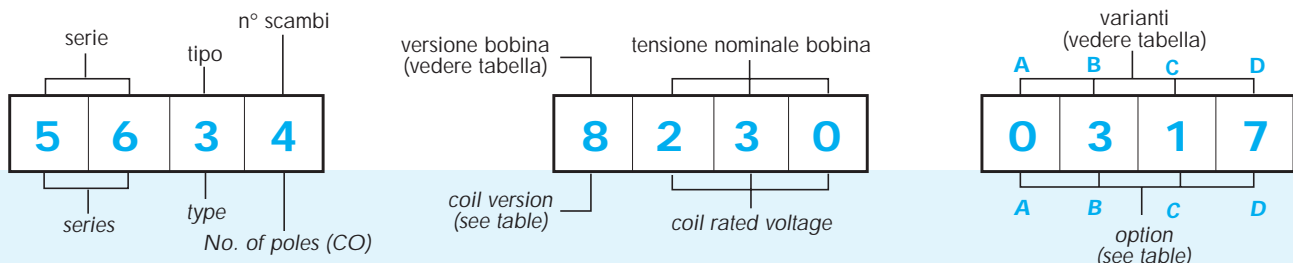 n° scambi
serie
tipo
5 6 3 4
series
type
No. of poles (CO)
versione bobina
(vedere tabella)
tensione nominale bobina
8 2 3 0
coil version
(see table)
coil rated voltage
varianti
(vedere tabella)
A B C D
0 3 1 7
A B C D
option
(see table)